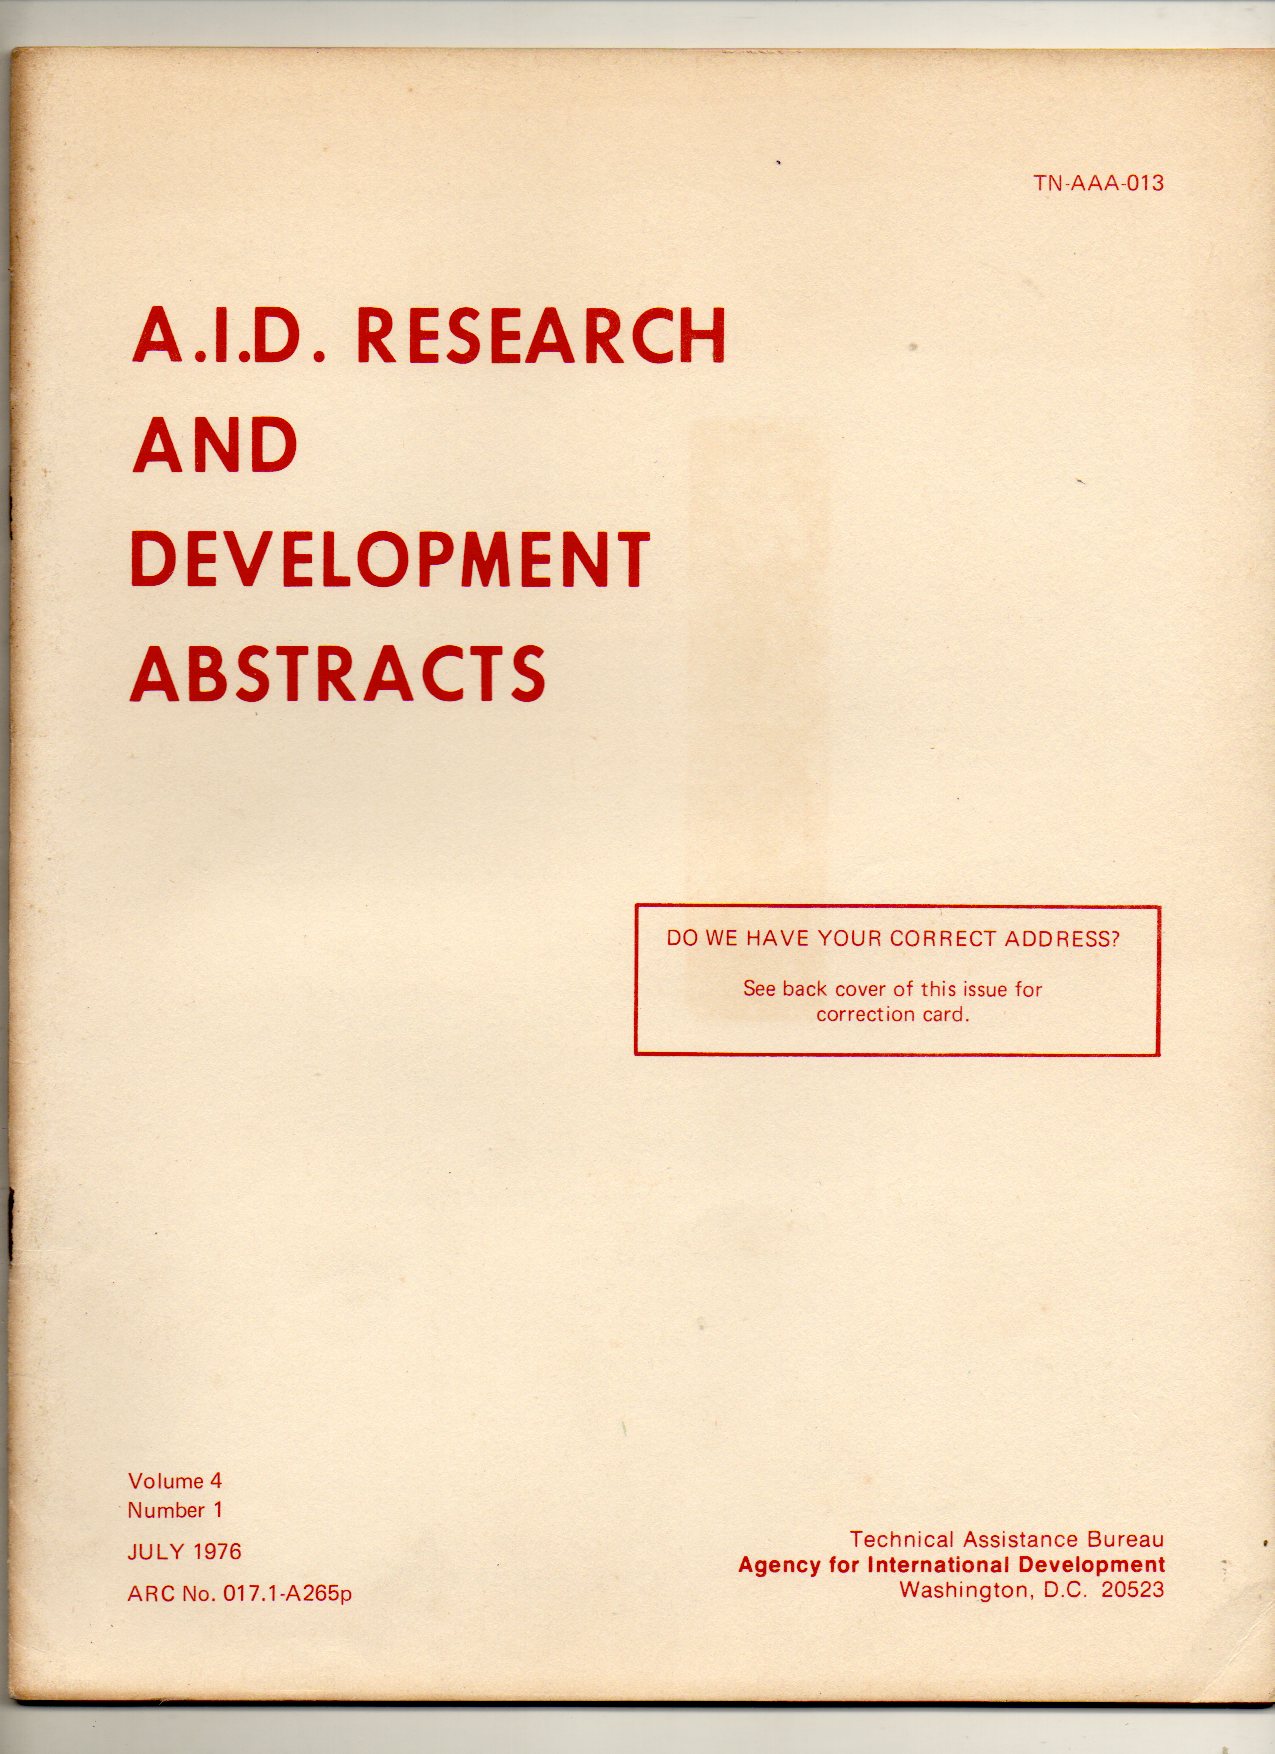 TN-AAA-013
A.I.D. RESEARCH
AND
DEVELOPMENT
ABSTRACTS
DO WE HAVE YOUR CORRECT ADDRESS?
See back cover of this issue for
correction card.
Volume 4
Number 1
JULY 1976
ARC No. 017.1-A265p
Technical Assistance Bureau
Agency for International Development
Washington, D.C. 20523